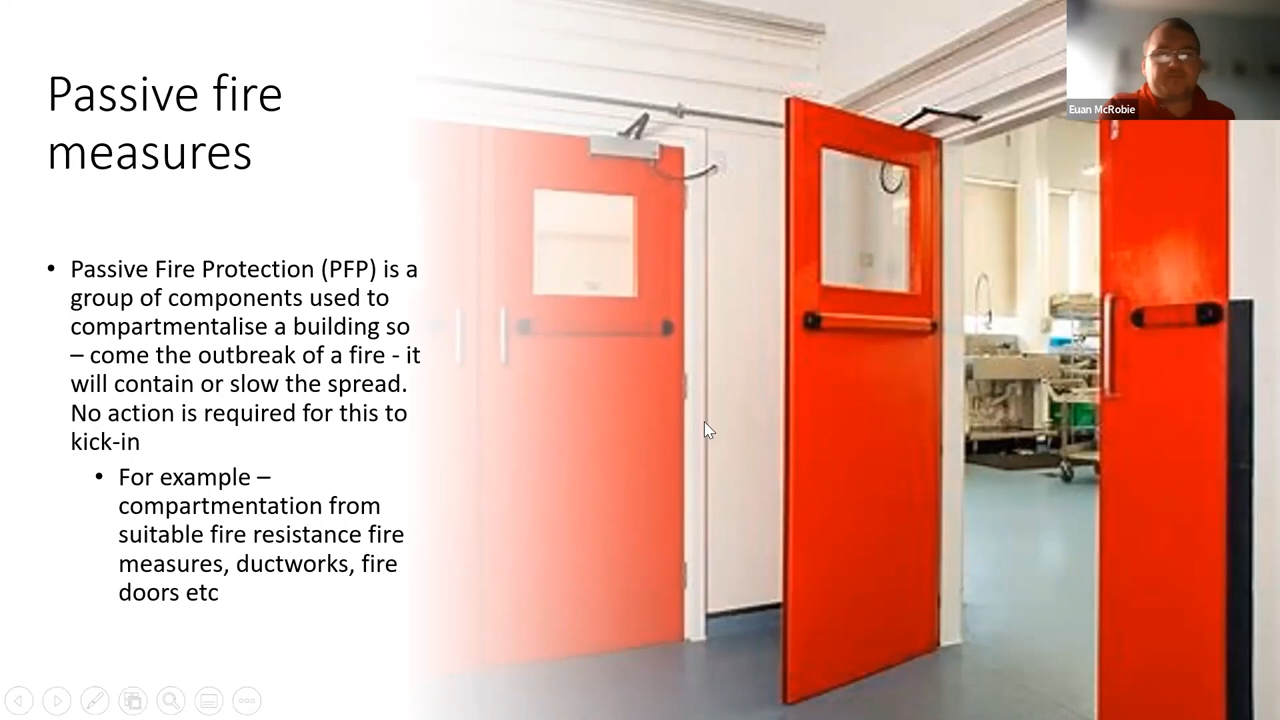 Passive fire
measures
Euan McRobie
• Passive Fire Protection (PFP) is a
group of components used to
compartmentalise a building so
– come the outbreak of a fire - it
will contain or slow the spread.
No action is required for this to
kick-in
• For example –
compartmentation from
suitable fire resistance fire
measures, ductworks, fire
doors etc